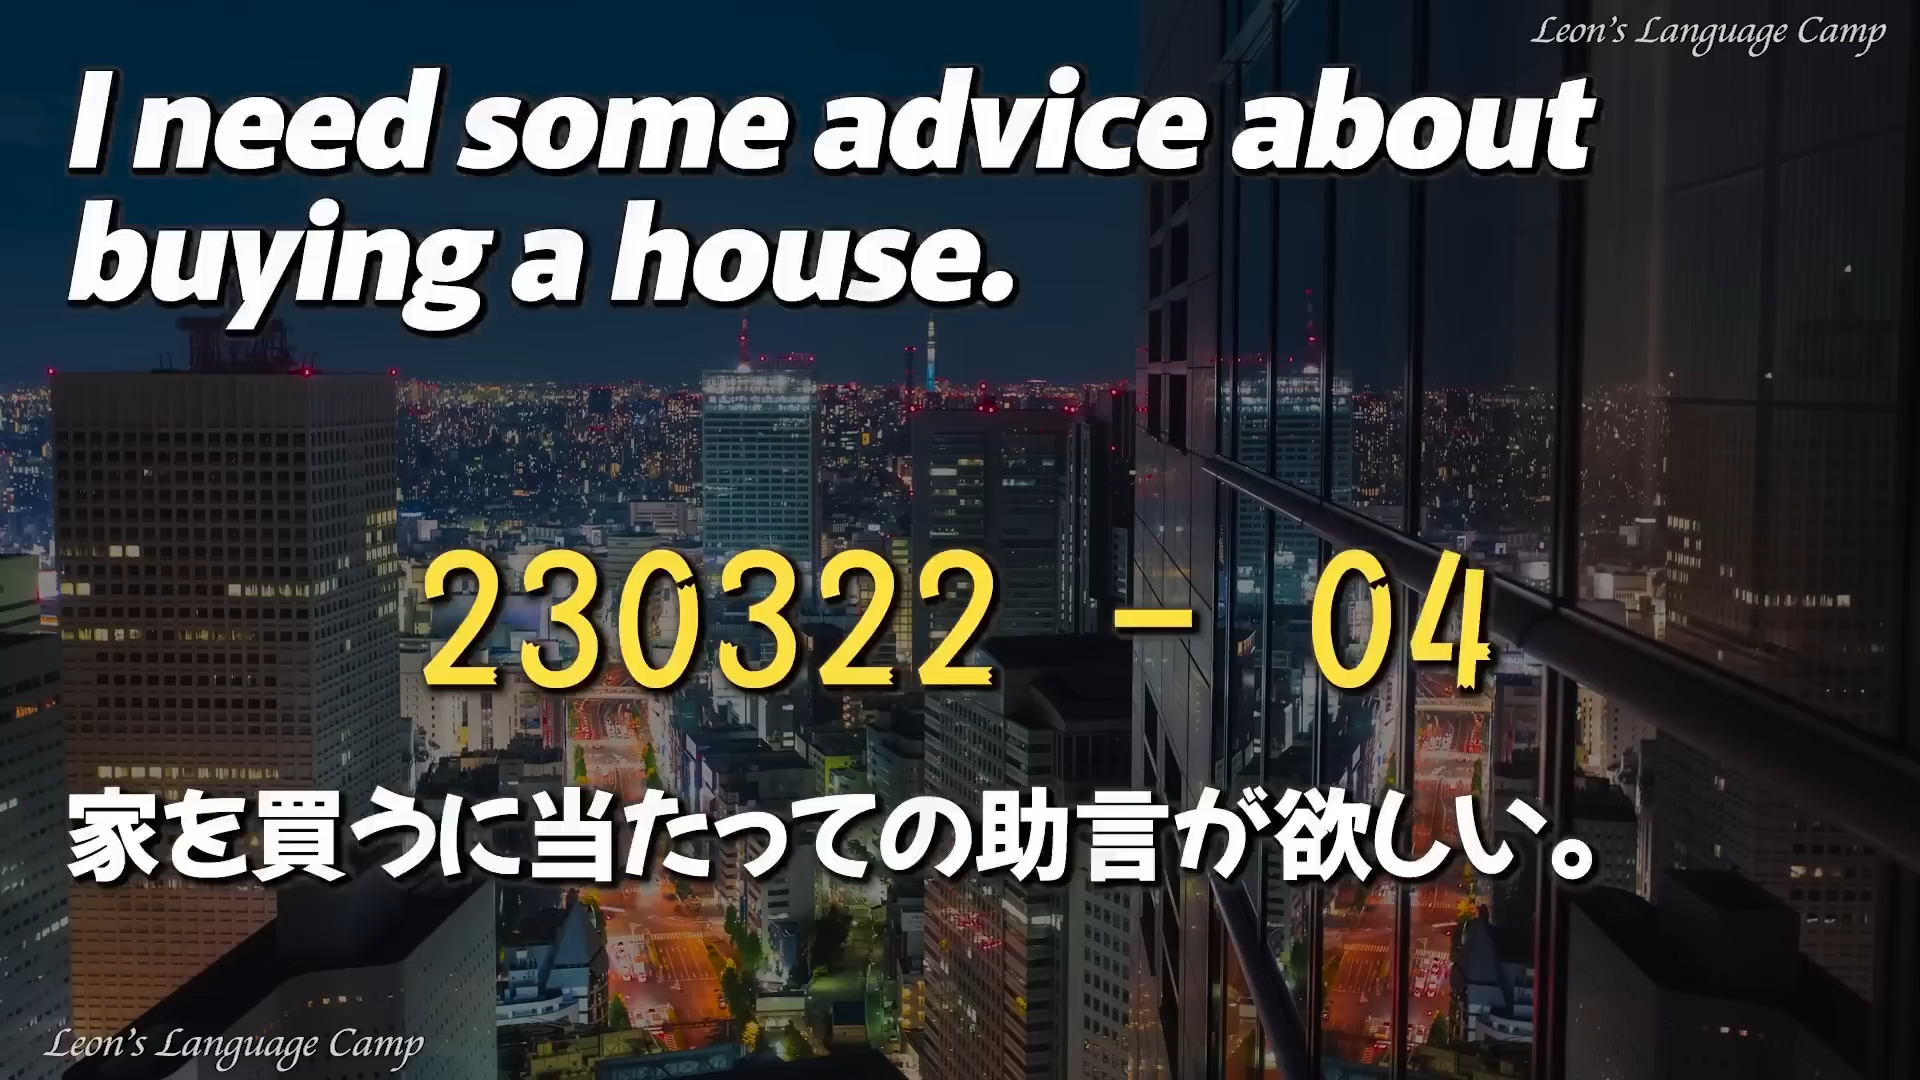 Leon's Language Camp
I need some advice about
buying a house.
230322 - 04
家を買うに当たっての助言が欲しい。
Leon's Language Camp